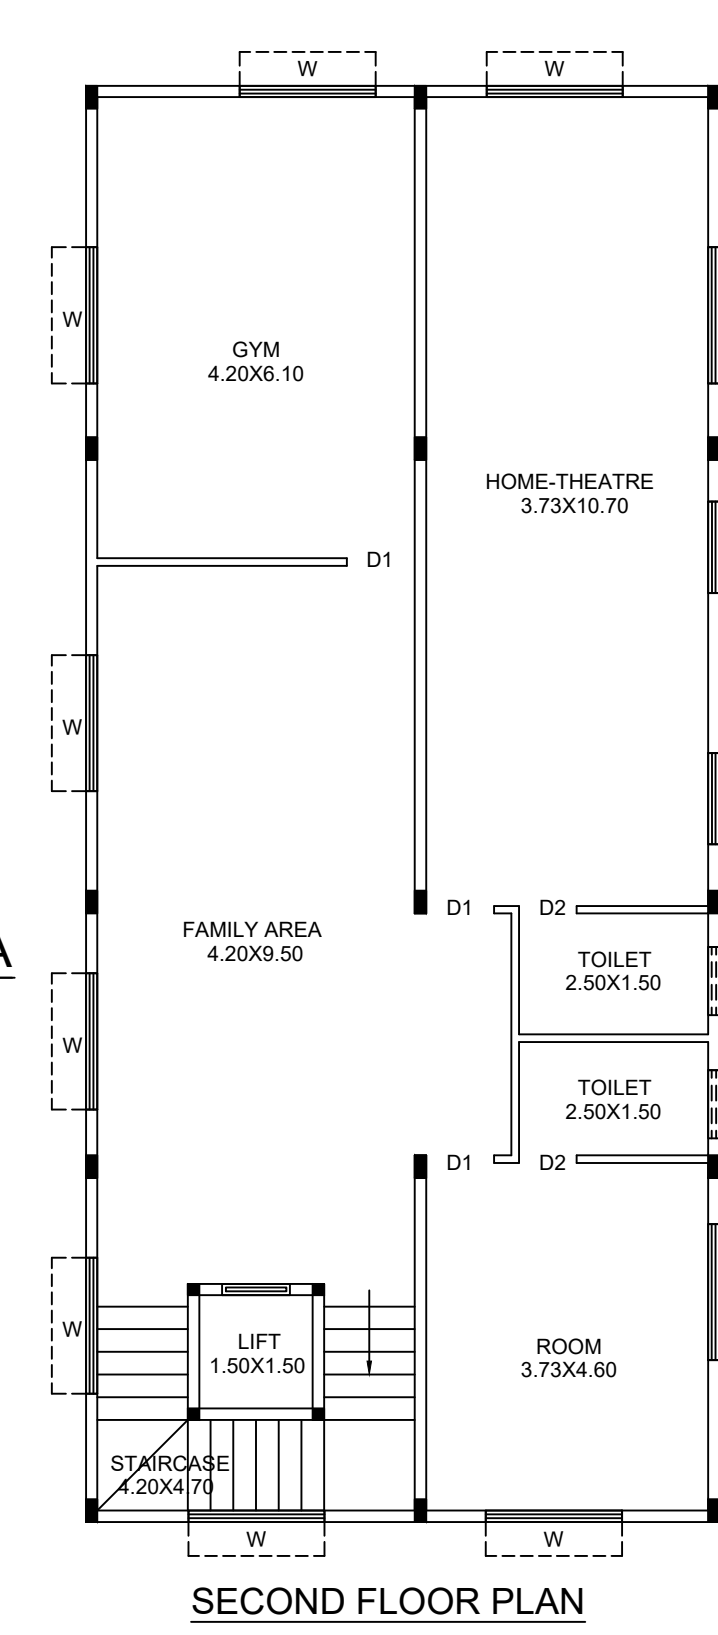 W
W
W
GYM
4.20X6.10
HOME-THEATRE
3.73X10.70
D1
W
D1
D2
FAMILY AREA
4.20X9.50
A
TOILET
2.50X1.50
W
TOILET
2.50X1.50
D1
D2
W
LIFT
1.50X1.50
ROOM
3.73X4.60
STAIRCASE
4.20X4.70
W
W
SECOND FLOOR PLAN